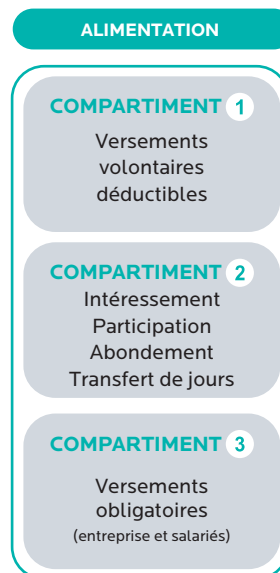 ALIMENTATION
COMPARTIMENT 1
Versements
volontaires
déductibles
COMPARTIMENT 2
Intéressement
Participation
Abondement
Transfert de jours
COMPARTIMENT 3
Versements
obligatoires
(entreprise et salariés)